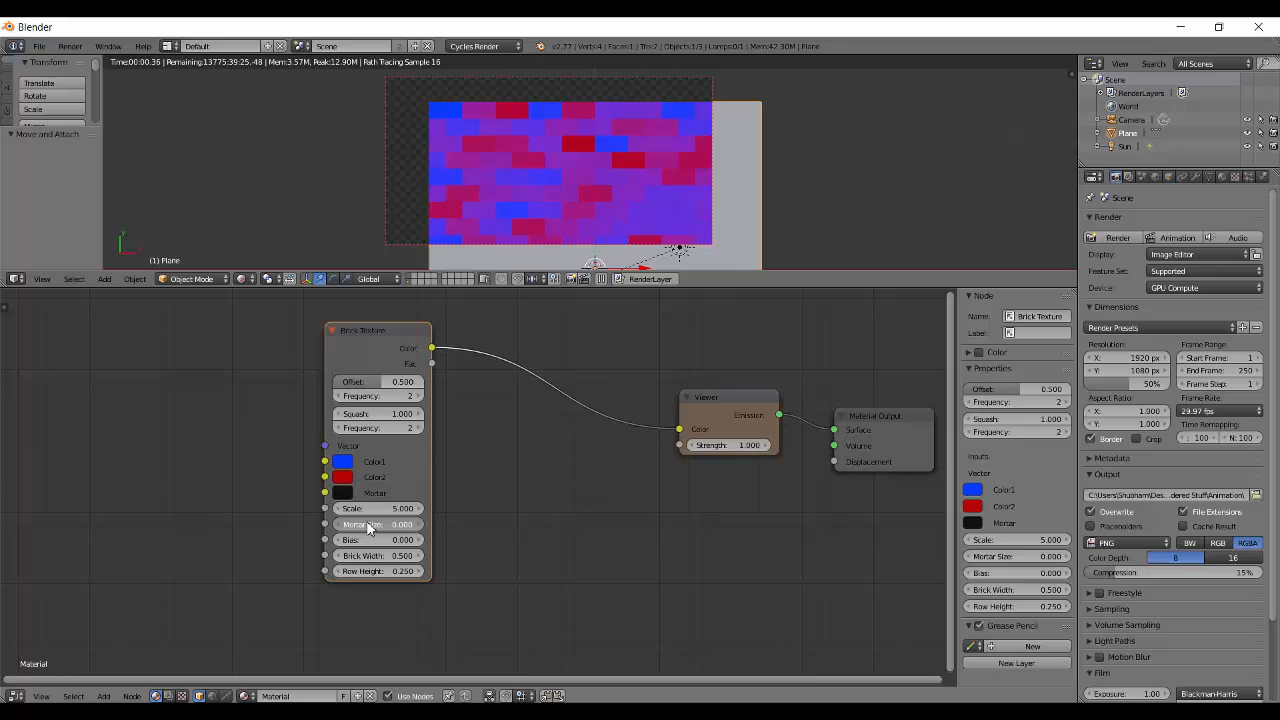 Blender
File Render Window Help Default Scene 2 Cycles Render v2.77 | Verts:4 | Faces:1 | Tris:2 | Objects:1/3 | Lamps:0/1 | Mem:42.30M | Plane
View Search All Scenes
Time:00:00.36 | Remaining:13775:39:25.-48 | Mem:3.57M, Peak:12.90M | Path Tracing Sample 16
Transform
Translate
Rotate
Scale
Move and Attach
(1) Plane
View Select Add Object Object Mode Global RenderLayer
Scene
RenderLayers
World
Camera
Plane
Sun
Scene
Render
Render Animation Audio
Display: Image Editor
Feature Set: Supported
Device: GPU Compute
Dimensions
Render Presets
Resolution: Frame Range:
X: 1920 px Start Frame: 1
Y: 1080 px End Frame: 250
50% Frame Step: 1
Aspect Ratio: Frame Rate:
X: 1.000 29.97 fps
Y: 1.000 Time Remapping:
Border Crop : 100 N: 100
Metadata
Output
C:\Users\Shubham\Des...dered Stuff\Animation\
Overwrite File Extensions
Placeholders Cache Result
PNG BW RGB RGBA
Color Depth: 8 16
Compression: 15%
Freestyle
Sampling
Volume Sampling
Light Paths
Motion Blur
Film
Exposure: 1.00 Blackman-Harris
Brick Texture
Color
Fac
Offset: 0.500
Frequency: 2
Squash: 1.000
Frequency: 2
Vector
Color1
Color2
Mortar
Scale: 5.000
Mortar Size: 0.000
Bias: 0.000
Brick Width: 0.500
Row Height: 0.250
Viewer
Emission
Color
Strength: 1.000
Material Output
Surface
Volume
Displacement
Node
Name: Brick Texture
Label:
Color
Properties
Offset: 0.500
Frequency: 2
Squash: 1.000
Frequency: 2
Inputs:
Vector
Color1
Color2
Mortar
Scale: 5.000
Mortar Size: 0.000
Bias: 0.000
Brick Width: 0.500
Row Height: 0.250
Grease Pencil
New
New Layer
Material
View Select Add Node Material F Use Nodes